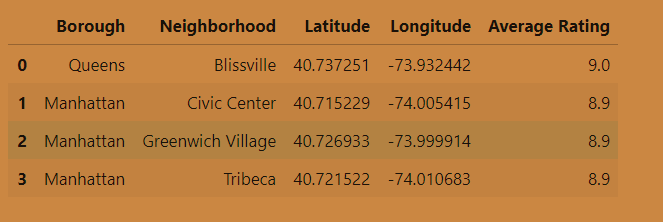 Borough Neighborhood Latitude Longitude Average Rating
0 Queens Blissville 40.737251 -73.932442 9.0
1 Manhattan Civic Center 40.715229 -74.005415 8.9
2 Manhattan Greenwich Village 40.726933 -73.999914 8.9
3 Manhattan Tribeca 40.721522 -74.010683 8.9